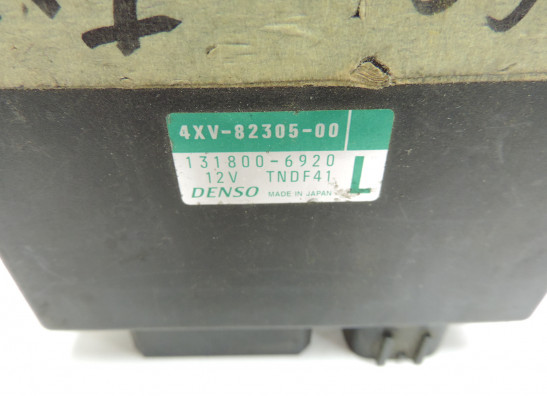 4XV-82305-00
131800-6920
12V TNDF41
DENSO MADE IN JAPAN L